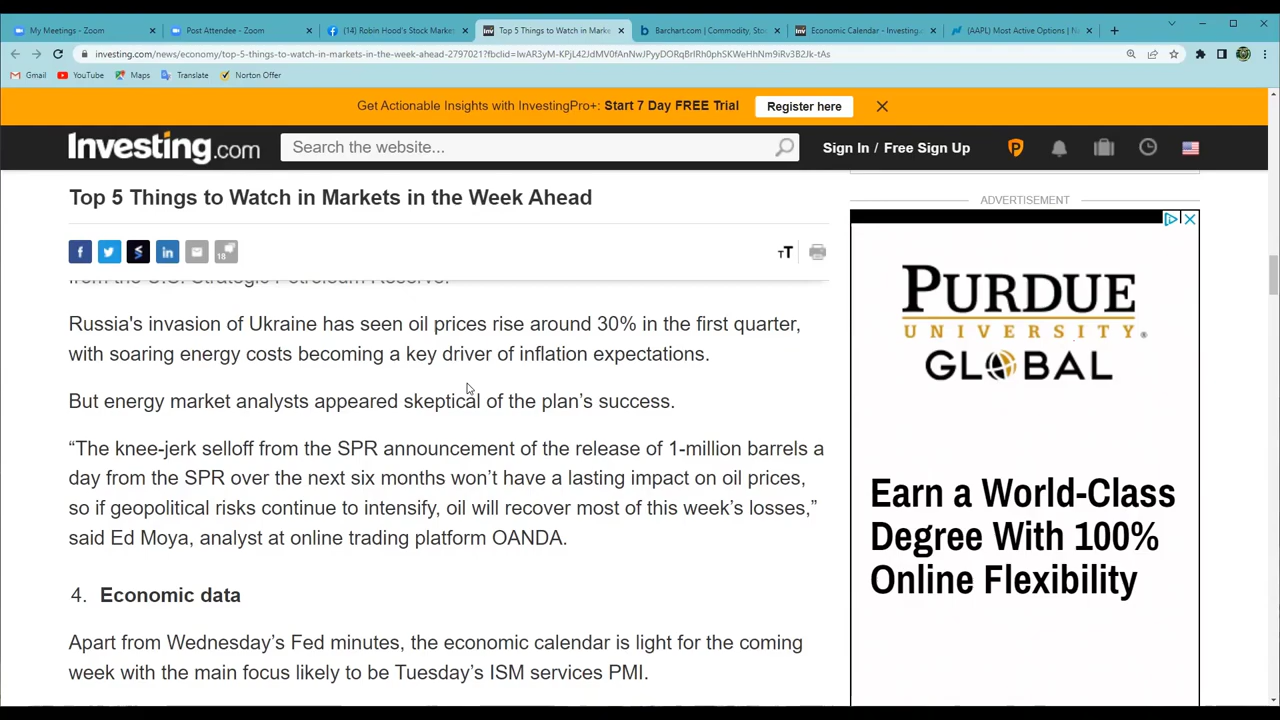 My Meetings - Zoom
Post Attendee - Zoom
(14) Robin Hood's Stock Market
Top 5 Things to Watch in Marke
Barchart.com | Commodity, Sto
Economic Calendar - Investing.c
(AAPL) Most Active Options | N
investing.com/news/economy/top-5-things-to-watch-in-markets-in-the-week-ahead-2797021?fbclid=
Gmail
YouTube
Maps
Translate
Norton Offer
Get Actionable Insights with InvestingPro+: Start 7 Day FREE Trial
Register here
Investing.com
Search the website...
Sign In / Free Sign Up
Top 5 Things to Watch in Markets in the Week Ahead
ADVERTISEMENT
18
TT
from the U.S. Strategic Petroleum Reserve.
Russia's invasion of Ukraine has seen oil prices rise around 30% in the first quarter,
with soaring energy costs becoming a key driver of inflation expectations.
But energy market analysts appeared skeptical of the plan’s success.
“The knee-jerk selloff from the SPR announcement of the release of 1-million barrels a
day from the SPR over the next six months won’t have a lasting impact on oil prices,
so if geopolitical risks continue to intensify, oil will recover most of this week’s losses,”
said Ed Moya, analyst at online trading platform OANDA.
4. Economic data
Apart from Wednesday’s Fed minutes, the economic calendar is light for the coming
week with the main focus likely to be Tuesday’s ISM services PMI.
PURDUE
UNIVERSITY®
GLOBAL
Earn a World-Class
Degree With 100%
Online Flexibility